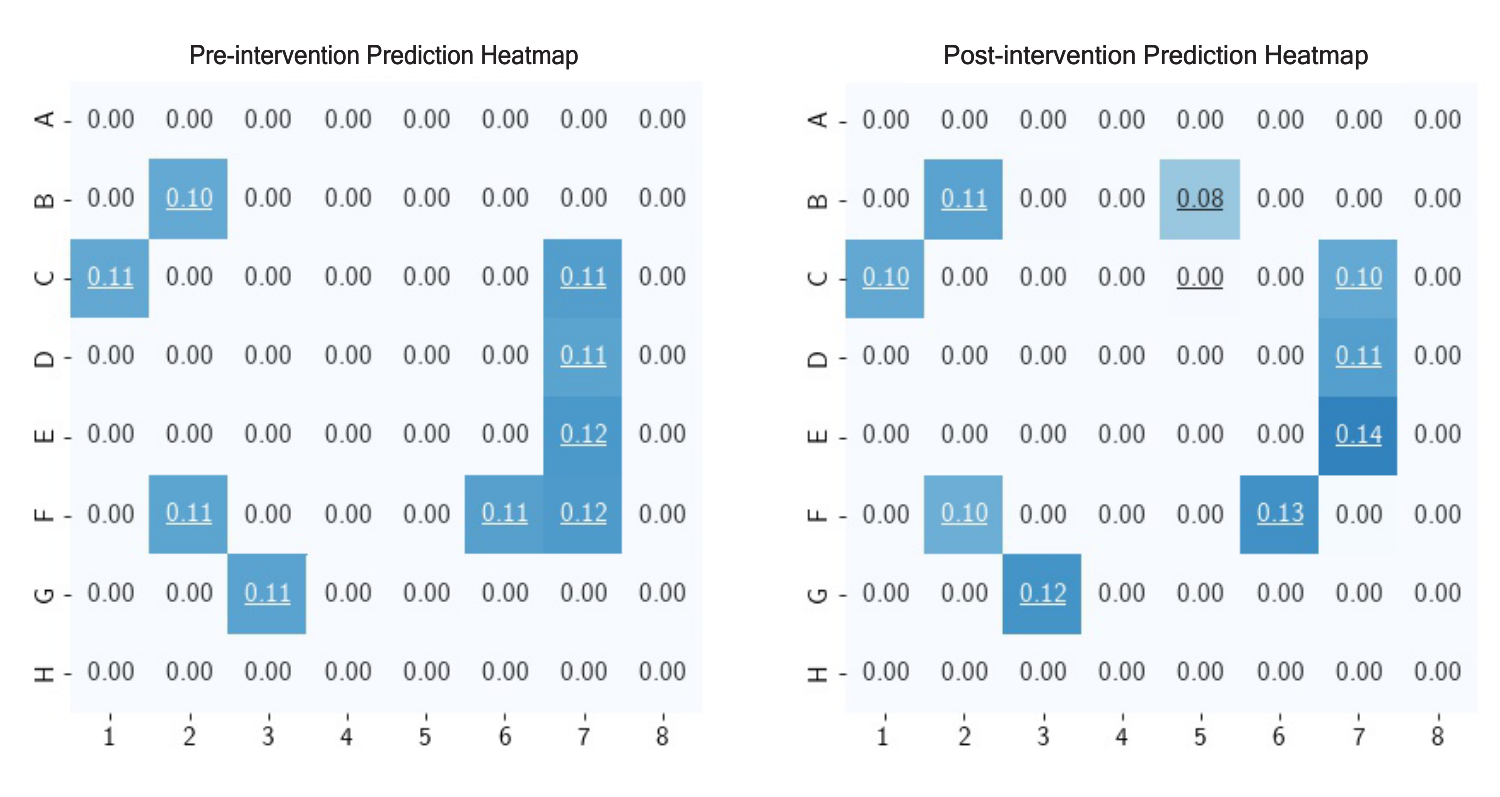 Pre-intervention Prediction Heatmap
A - 0.00 0.00 0.00 0.00 0.00 0.00 0.00 0.00
B - 0.00 0.10 0.00 0.00 0.00 0.00 0.00 0.00
C - 0.11 0.00 0.00 0.00 0.00 0.00 0.11 0.00
D - 0.00 0.00 0.00 0.00 0.00 0.00 0.11 0.00
E - 0.00 0.00 0.00 0.00 0.00 0.00 0.12 0.00
F - 0.00 0.11 0.00 0.00 0.00 0.11 0.12 0.00
G - 0.00 0.00 0.11 0.00 0.00 0.00 0.00 0.00
H - 0.00 0.00 0.00 0.00 0.00 0.00 0.00 0.00
1 2 3 4 5 6 7 8
Post-intervention Prediction Heatmap
A - 0.00 0.00 0.00 0.00 0.00 0.00 0.00 0.00
B - 0.00 0.11 0.00 0.00 0.08 0.00 0.00 0.00
C - 0.10 0.00 0.00 0.00 0.00 0.00 0.10 0.00
D - 0.00 0.00 0.00 0.00 0.00 0.00 0.11 0.00
E - 0.00 0.00 0.00 0.00 0.00 0.00 0.14 0.00
F - 0.00 0.10 0.00 0.00 0.00 0.13 0.00 0.00
G - 0.00 0.00 0.12 0.00 0.00 0.00 0.00 0.00
H - 0.00 0.00 0.00 0.00 0.00 0.00 0.00 0.00
1 2 3 4 5 6 7 8